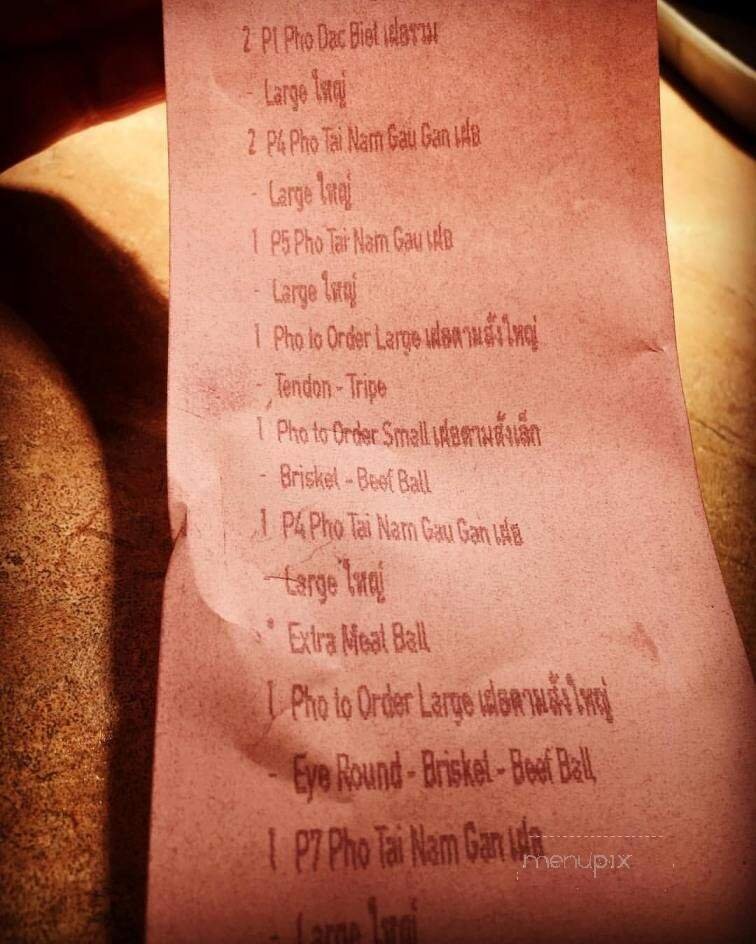 2 P1 Pho Dac Biet เฝอรวม
- Large ใหญ่
2 P4 Pho Tai Nam Gau Gan เฝอ
- Large ใหญ่
1 P5 Pho Tai Nam Gau เฝอ
- Large ใหญ่
1 Pho to Order Large เฝอตามสั่งใหญ่
- Tendon - Tripe
1 Pho to Order Small เฝอตามสั่งเล็ก
- Brisket - Beef Ball
1 P4 Pho Tai Nam Gau Gan เฝอ
- Large ใหญ่
* Extra Meat Ball
1 Pho to Order Large เฝอตามสั่งใหญ่
- Eye Round - Brisket - Beef Ball
1 P7 Pho Tai Nam Gan เฝอ
menupix
- Large ใหญ่